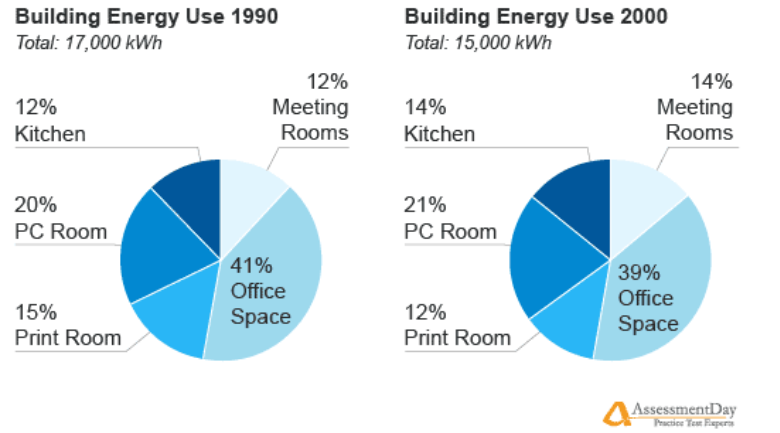 Building Energy Use 1990
Total: 17,000 kWh
12%
Meeting
Rooms
12%
Kitchen
20%
PC Room
41%
Office
Space
15%
Print Room
Building Energy Use 2000
Total: 15,000 kWh
14%
Meeting
Rooms
14%
Kitchen
21%
PC Room
39%
Office
Space
12%
Print Room
AssessmentDay
Practice Test Experts